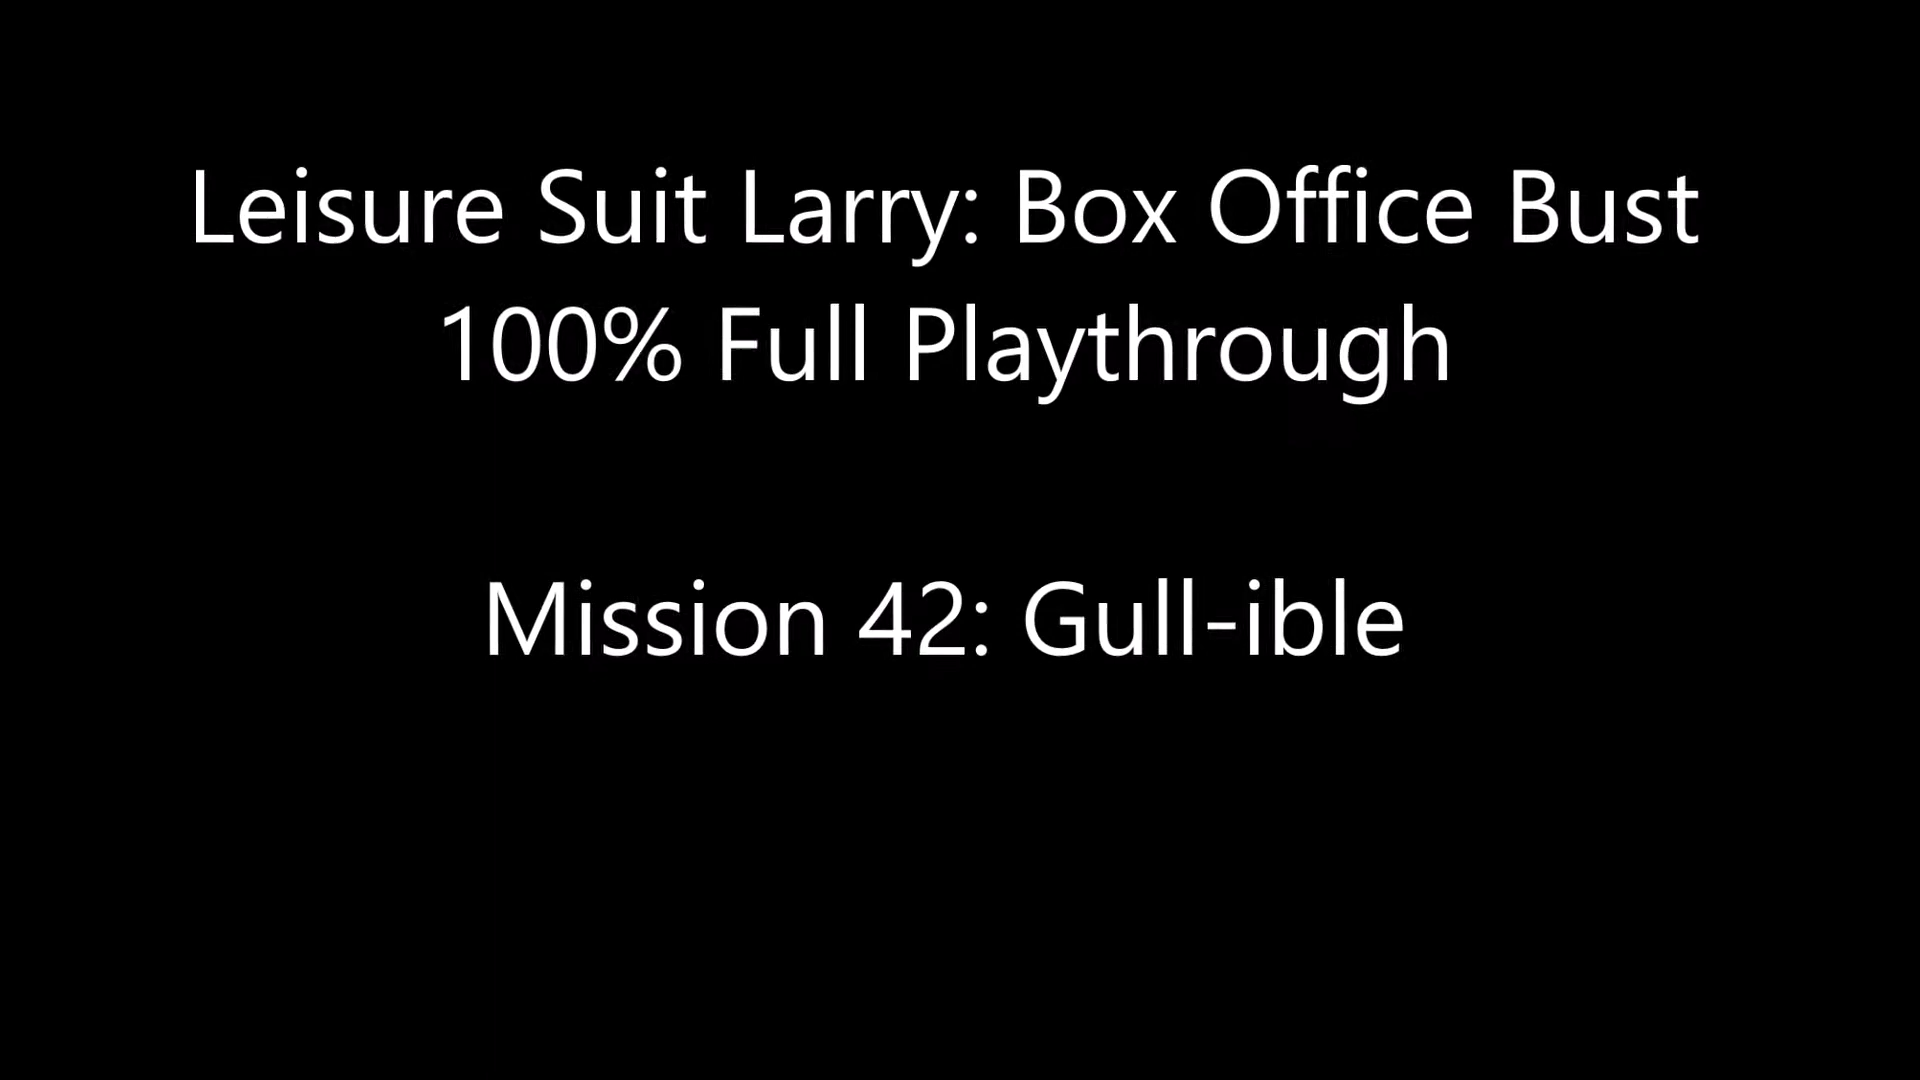 Leisure Suit Larry: Box Office Bust
100% Full Playthrough
Mission 42: Gull-ible